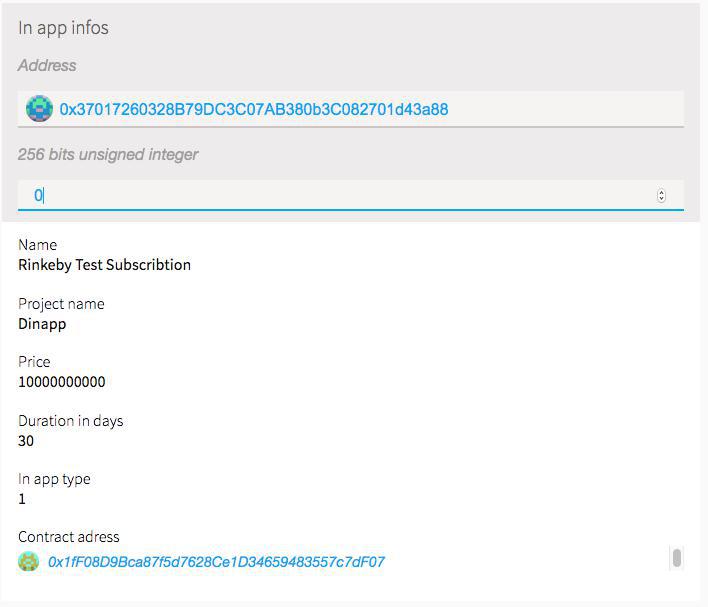 In app infos
Address
0x37017260328B79DC3C07AB380b3C082701d43a88
256 bits unsigned integer
0
Name
Rinkeby Test Subscribtion
Project name
Dinapp
Price
10000000000
Duration in days
30
In app type
1
Contract adress
0x1fF08D9Bca87f5d7628Ce1D34659483557c7dF07